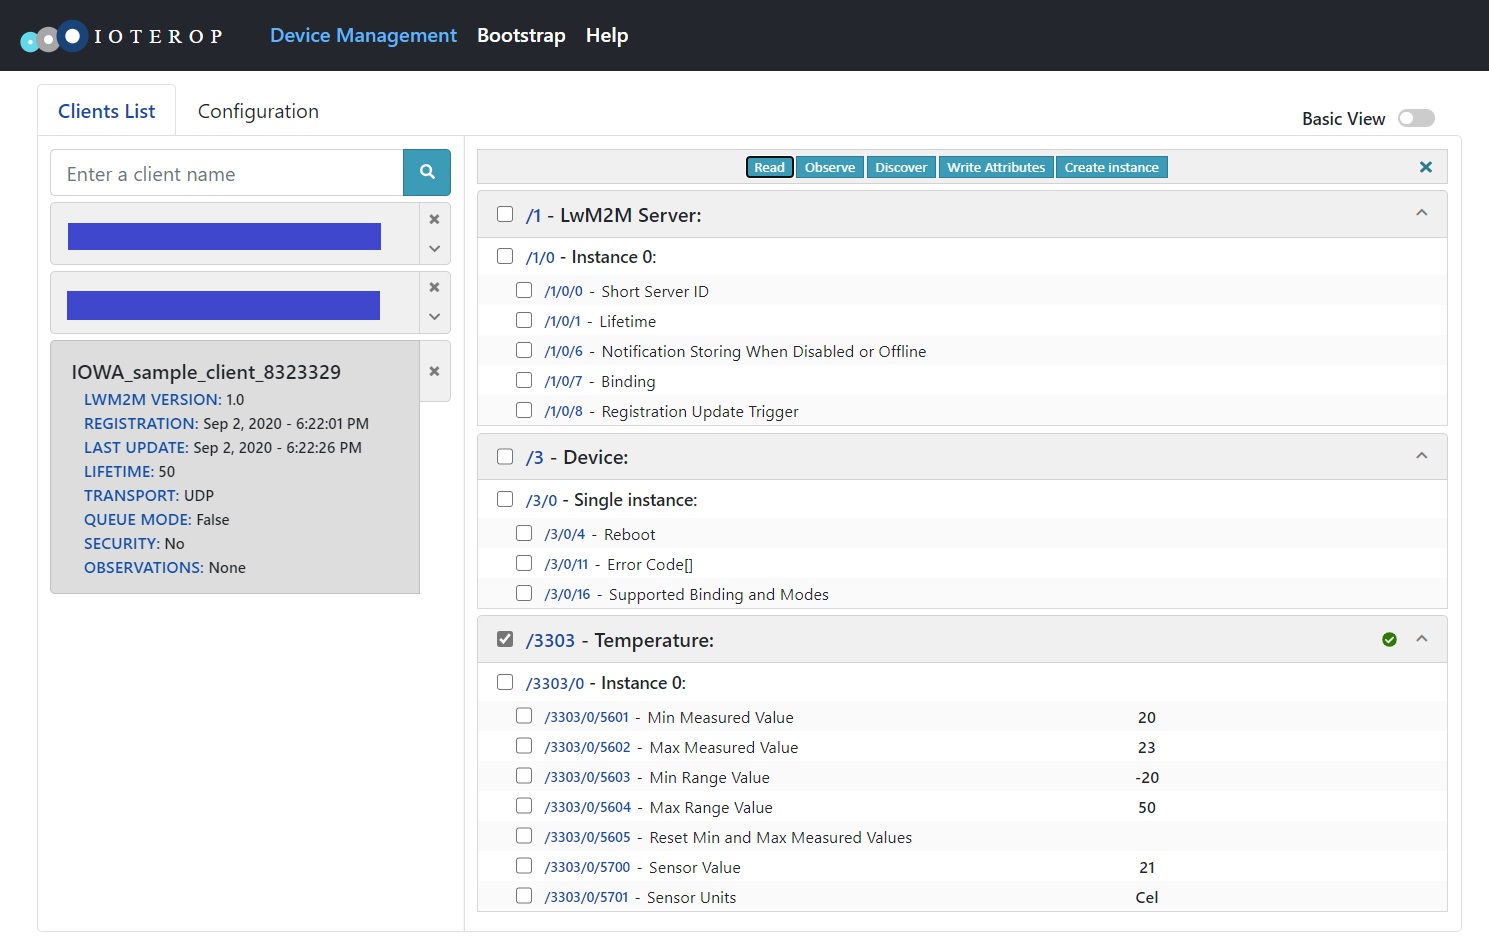 IOTEROP Device Management Bootstrap Help
Clients List Configuration
Basic View
Enter a client name
IOWA_sample_client_8323329
LWM2M VERSION: 1.0
REGISTRATION: Sep 2, 2020 - 6:22:01 PM
LAST UPDATE: Sep 2, 2020 - 6:22:26 PM
LIFETIME: 50
TRANSPORT: UDP
QUEUE MODE: False
SECURITY: No
OBSERVATIONS: None
Read Observe Discover Write Attributes Create instance
/1 - LwM2M Server:
/1/0 - Instance 0:
/1/0/0 - Short Server ID
/1/0/1 - Lifetime
/1/0/6 - Notification Storing When Disabled or Offline
/1/0/7 - Binding
/1/0/8 - Registration Update Trigger
/3 - Device:
/3/0 - Single instance:
/3/0/4 - Reboot
/3/0/11 - Error Code[]
/3/0/16 - Supported Binding and Modes
/3303 - Temperature:
/3303/0 - Instance 0:
/3303/0/5601 - Min Measured Value 20
/3303/0/5602 - Max Measured Value 23
/3303/0/5603 - Min Range Value -20
/3303/0/5604 - Max Range Value 50
/3303/0/5605 - Reset Min and Max Measured Values
/3303/0/5700 - Sensor Value 21
/3303/0/5701 - Sensor Units Cel